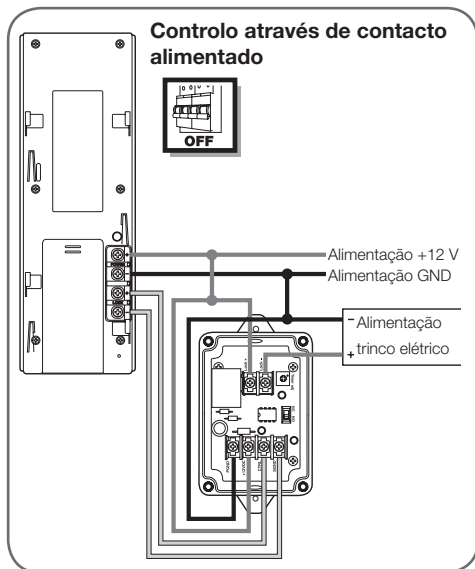 Controlo através de contacto
alimentado
OFF
Alimentação +12 V
Alimentação GND
- Alimentação
+ trinco elétrico